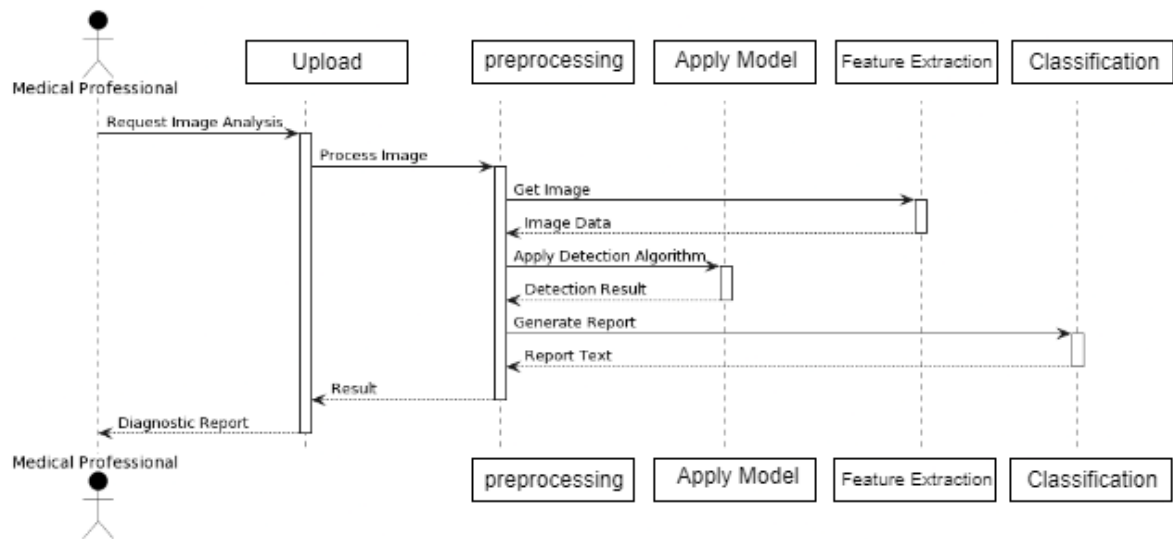 Upload
preprocessing
Apply Model
Feature Extraction
Classification
Medical Professional
Request Image Analysis
Process Image
Get Image
Image Data
Apply Detection Algorithm
Detection Result
Generate Report
Report Text
Result
Diagnostic Report
Medical Professional
preprocessing
Apply Model
Feature Extraction
Classification